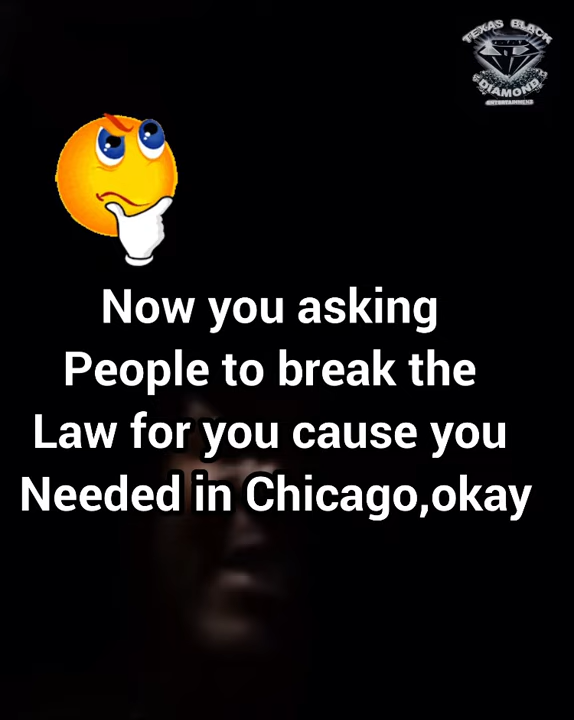 TEXAS BLACK
DIAMOND
ENTERTAINMENT
Now you asking
People to break the
Law for you cause you
Needed in Chicago,okay